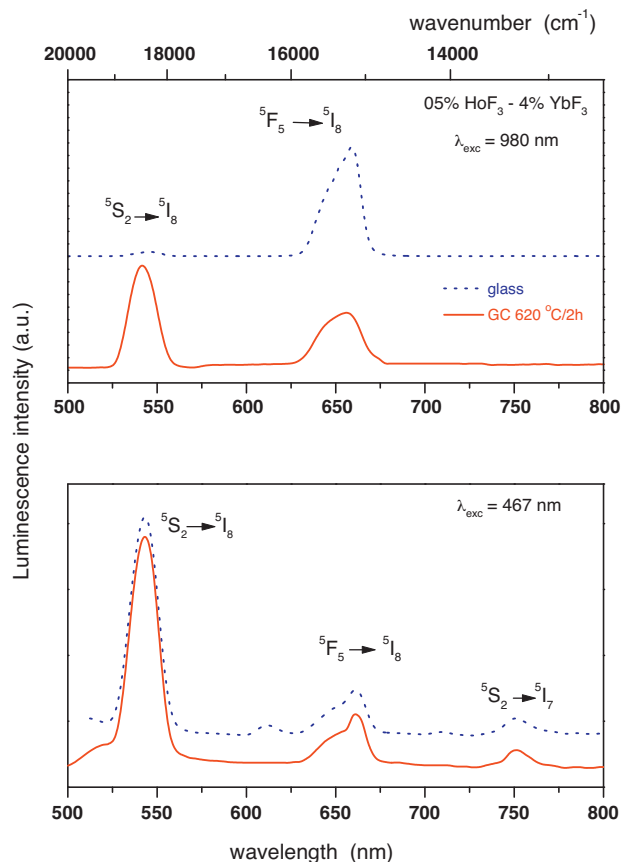 wavenumber (cm⁻¹)
20000 18000 16000 14000
05% HoF₃ - 4% YbF₃
⁵F₅ → ⁵I₈
λexc = 980 nm
⁵S₂ → ⁵I₈
glass
GC 620 °C/2h
500 550 600 650 700 750 800
Luminescence intensity (a.u.)
λexc = 467 nm
⁵S₂ → ⁵I₈
⁵F₅ → ⁵I₈
⁵S₂ → ⁵I₇
500 550 600 650 700 750 800
wavelength (nm)